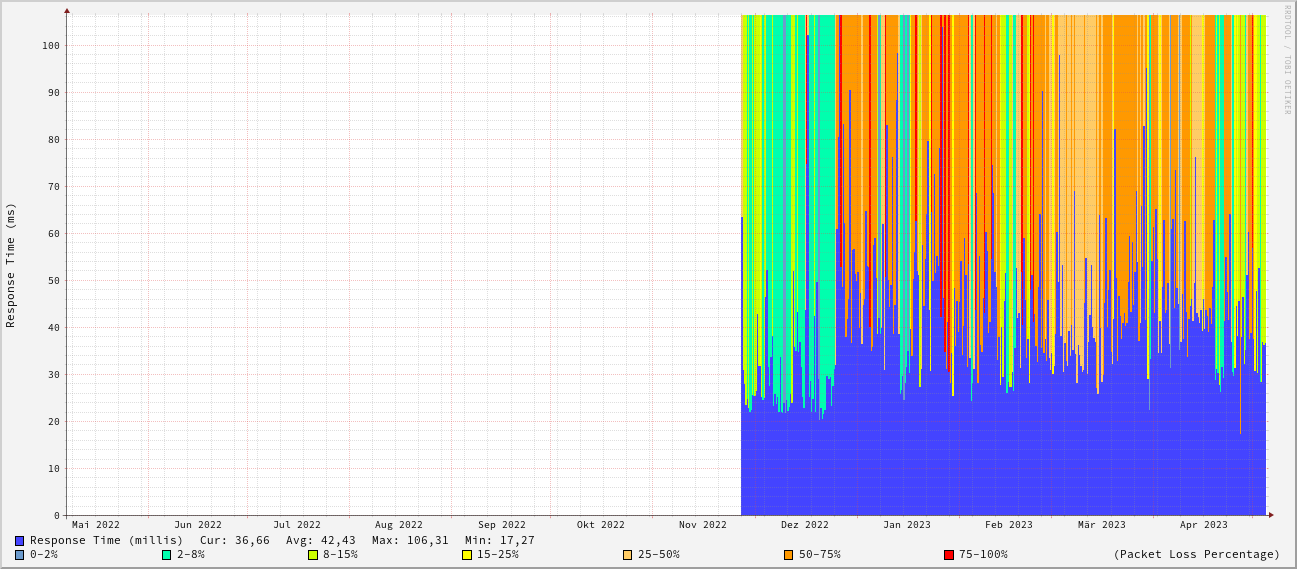 RRDTOOL / TOBI OETIKER
Response Time (ms)
100
90
80
70
60
50
40
30
20
10
0
Mai 2022 Jun 2022 Jul 2022 Aug 2022 Sep 2022 Okt 2022 Nov 2022 Dez 2022 Jan 2023 Feb 2023 Mär 2023 Apr 2023
Response Time (millis) Cur: 36,66 Avg: 42,43 Max: 106,31 Min: 17,27
0-2% 2-8% 8-15% 15-25% 25-50% 50-75% 75-100% (Packet Loss Percentage)